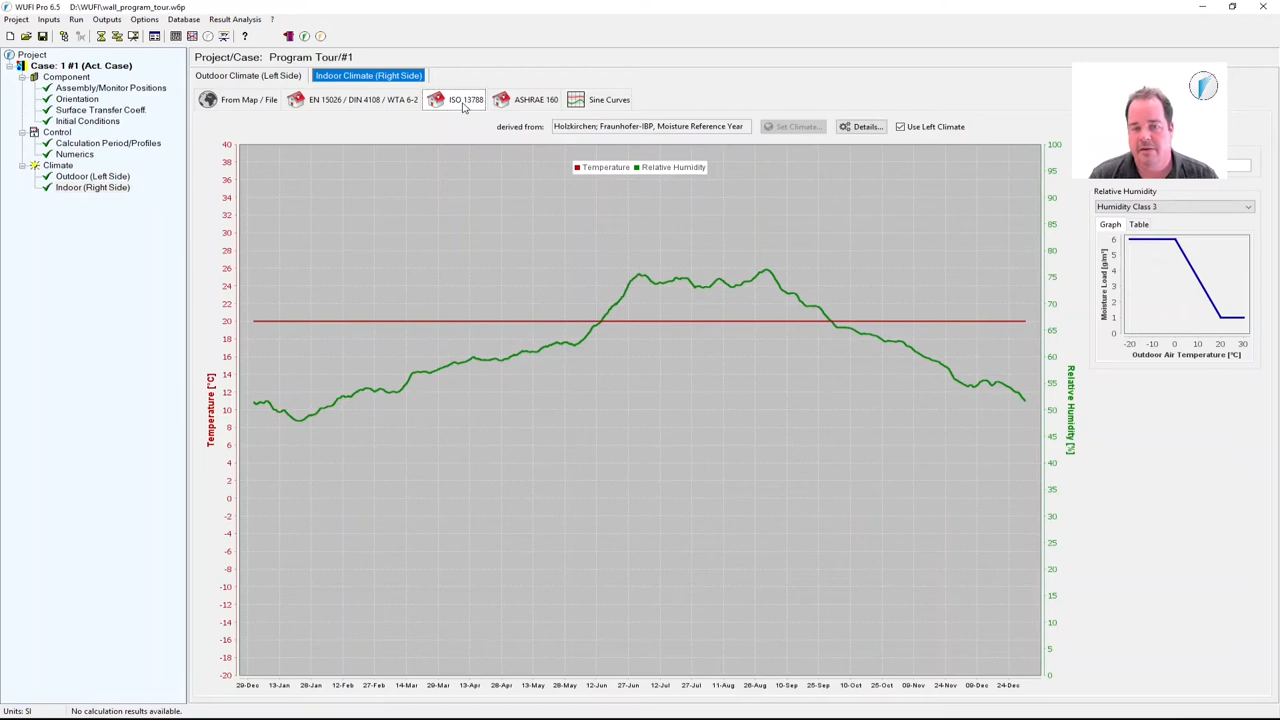 WUFI Pro 6.5 D:\WUFI\wall_program_tour.w6p
Project Inputs Run Outputs Options Database Result Analysis ?
Project
Case: 1 #1 (Act. Case)
Component
Assembly/Monitor Positions
Orientation
Surface Transfer Coeff.
Initial Conditions
Control
Calculation Period/Profiles
Numerics
Climate
Outdoor (Left Side)
Indoor (Right Side)
Project/Case: Program Tour/#1
Outdoor Climate (Left Side) Indoor Climate (Right Side)
From Map / File EN 15026 / DIN 4108 / WTA 6-2 ISO 13788 ASHRAE 160 Sine Curves
derived from: Holzkirchen; Fraunhofer-IBP, Moisture Reference Year Set Climate... Details... Use Left Climate
Temperature Relative Humidity
40
38
36
34
32
30
28
26
24
22
20
18
16
14
12
10
8
6
4
2
0
-2
-4
-6
-8
-10
-12
-14
-16
-18
-20
Temperature [°C]
100
95
90
85
80
75
70
65
60
55
50
45
40
35
30
25
20
15
10
5
0
Relative Humidity [%]
29-Dec 13-Jan 28-Jan 12-Feb 27-Feb 14-Mar 29-Mar 13-Apr 28-Apr 13-May 28-May 12-Jun 27-Jun 12-Jul 27-Jul 11-Aug 26-Aug 10-Sep 25-Sep 10-Oct 25-Oct 09-Nov 24-Nov 09-Dec 24-Dec
Relative Humidity
Humidity Class 3
Graph Table
6
5
4
3
2
1
0
Moisture Load [g/m³]
-20 -10 0 10 20 30
Outdoor Air Temperature [°C]
Units: SI No calculation results available.